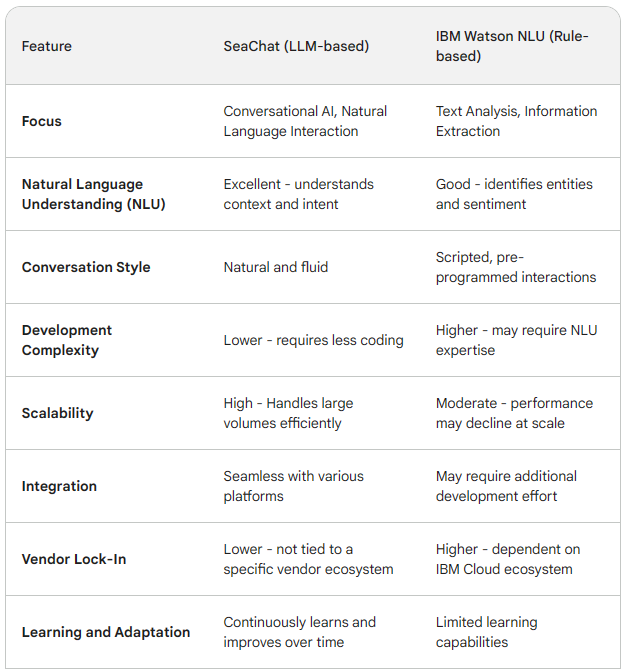 Feature
SeaChat (LLM-based)
IBM Watson NLU (Rule-
based)
Focus
Conversational AI, Natural
Language Interaction
Text Analysis, Information
Extraction
Natural Language
Understanding (NLU)
Excellent - understands
context and intent
Good - identifies entities
and sentiment
Conversation Style
Natural and fluid
Scripted, pre-
programmed interactions
Development
Complexity
Lower - requires less coding
Higher - may require NLU
expertise
Scalability
High - Handles large
volumes efficiently
Moderate - performance
may decline at scale
Integration
Seamless with various
platforms
May require additional
development effort
Vendor Lock-In
Lower - not tied to a
specific vendor ecosystem
Higher - dependent on
IBM Cloud ecosystem
Learning and Adaptation
Continuously learns and
improves over time
Limited learning
capabilities